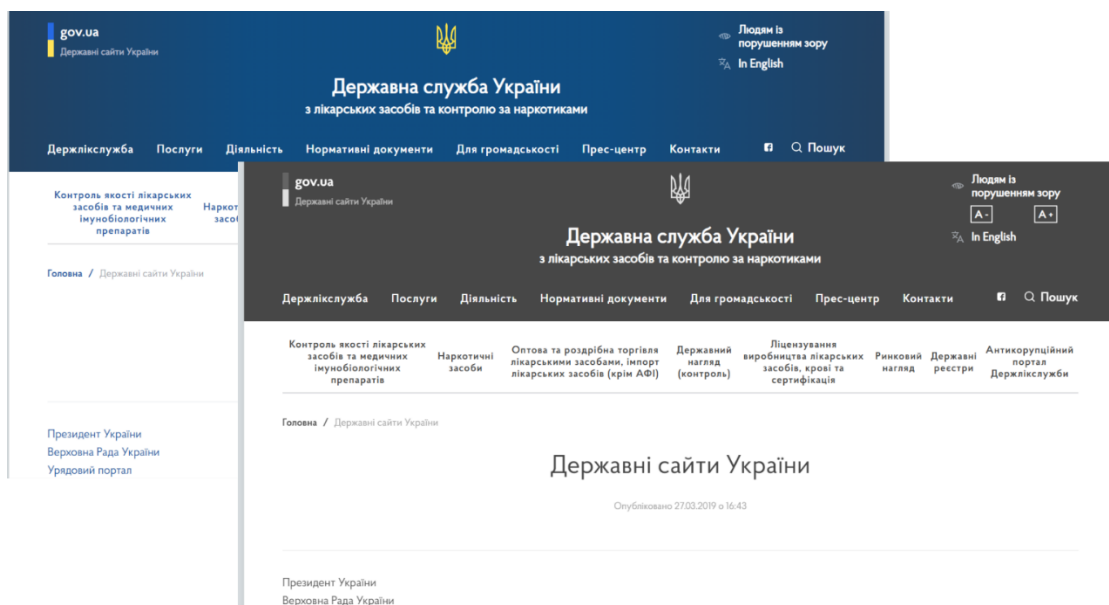 gov.ua
Державні сайти України
Людям із
порушенням зору
In English
Державна служба України
з лікарських засобів та контролю за наркотиками
Держлікслужба Послуги Діяльність Нормативні документи Для громадськості Прес-центр Контакти Пошук
Контроль якості лікарських
засобів та медичних
імунобіологічних
препаратів
Наркот
засоб
Головна / Державні сайти України
Президент України
Верховна Рада України
Урядовий портал
gov.ua
Державні сайти України
Людям із
порушенням зору
A - A +
In English
Державна служба України
з лікарських засобів та контролю за наркотиками
Держлікслужба Послуги Діяльність Нормативні документи Для громадськості Прес-центр Контакти Пошук
Контроль якості лікарських
засобів та медичних
імунобіологічних
препаратів
Наркотичні
засоби
Оптова та роздрібна торгівля
лікарськими засобами, імпорт
лікарських засобів (крім АФІ)
Державний
нагляд
(контроль)
Ліцензування
виробництва лікарських
засобів, крові та
сертифікація
Ринковий
нагляд
Державні
реєстри
Антикорупційний
портал
Держлікслужби
Головна / Державні сайти України
Державні сайти України
Опубліковано 27.03.2019 о 16:43
Президент України
Верховна Рада України